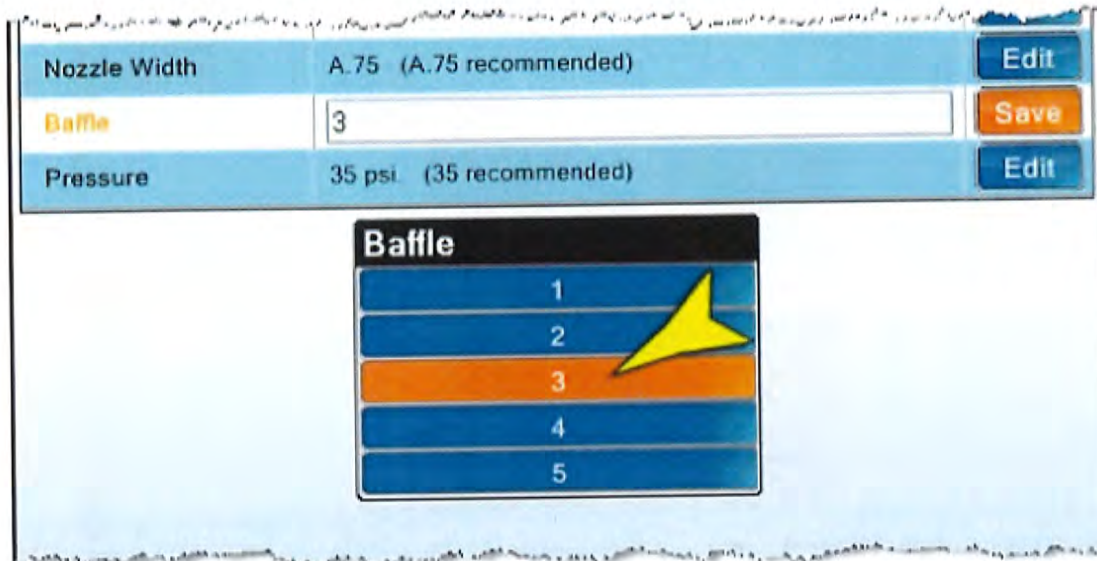 Nozzle Width A.75 (A.75 recommended) Edit
Baffle 3 Save
Pressure 35 psi. (35 recommended) Edit
Baffle
1
2
3
4
5